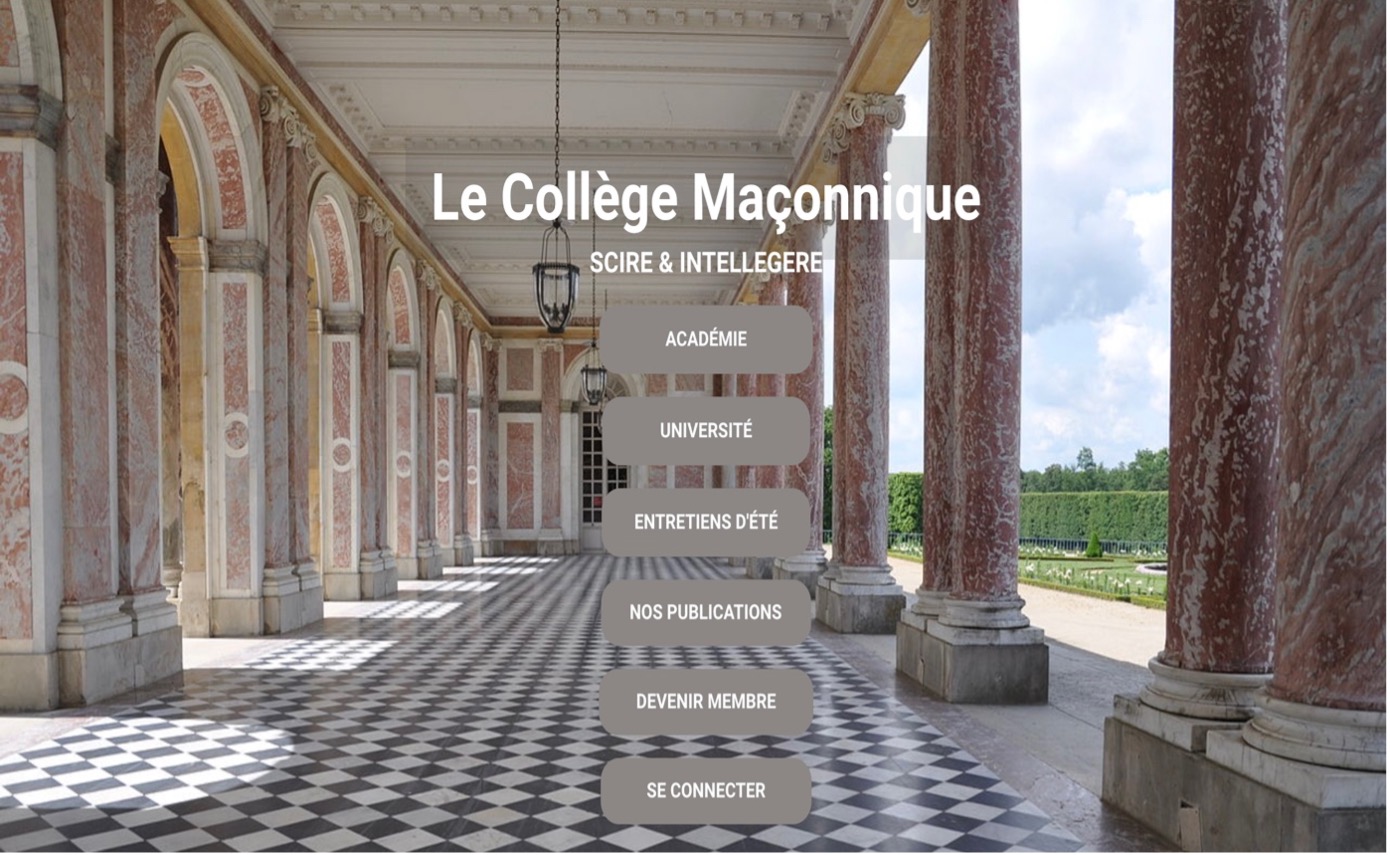 Le Collège Maçonnique
SCIRE & INTELLEGERE
ACADÉMIE
UNIVERSITÉ
ENTRETIENS D'ÉTÉ
NOS PUBLICATIONS
DEVENIR MEMBRE
SE CONNECTER